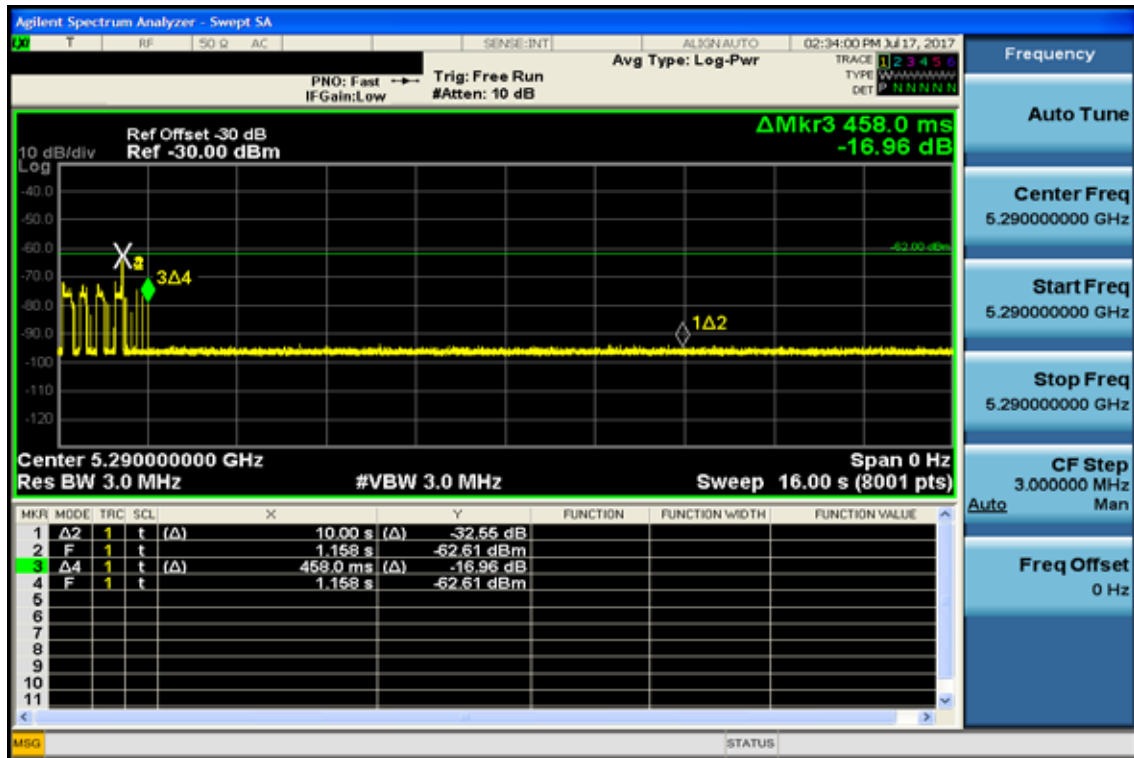 Agilent Spectrum Analyzer - Swept SA
LXI T RF 50 Ω AC SENSE:INT ALIGN AUTO 02:34:00 PM Jul 17, 2017
Avg Type: Log-Pwr
TRACE 1 2 3 4 5 6
TYPE W
DET P N N N N N
PNO: Fast
IFGain:Low
Trig: Free Run
#Atten: 10 dB
ΔMkr3 458.0 ms
-16.96 dB
Ref Offset -30 dB
10 dB/div Ref -30.00 dBm
Log
-40.0
-50.0
-60.0
-70.0
-80.0
-90.0
-100
-110
-120
-62.00 dBm
2
3Δ4
1Δ2
Center 5.290000000 GHz Span 0 Hz
Res BW 3.0 MHz #VBW 3.0 MHz Sweep 16.00 s (8001 pts)
MKR MODE TRC SCL X Y FUNCTION FUNCTION WIDTH FUNCTION VALUE
1 Δ2 1 t (Δ) 10.00 s (Δ) -32.55 dB
2 F 1 t 1.158 s -62.61 dBm
3 Δ4 1 t (Δ) 458.0 ms (Δ) -16.96 dB
4 F 1 t 1.158 s -62.61 dBm
5
6
7
8
9
10
11
MSG STATUS
Frequency
Auto Tune
Center Freq
5.290000000 GHz
Start Freq
5.290000000 GHz
Stop Freq
5.290000000 GHz
CF Step
3.000000 MHz
Auto Man
Freq Offset
0 Hz